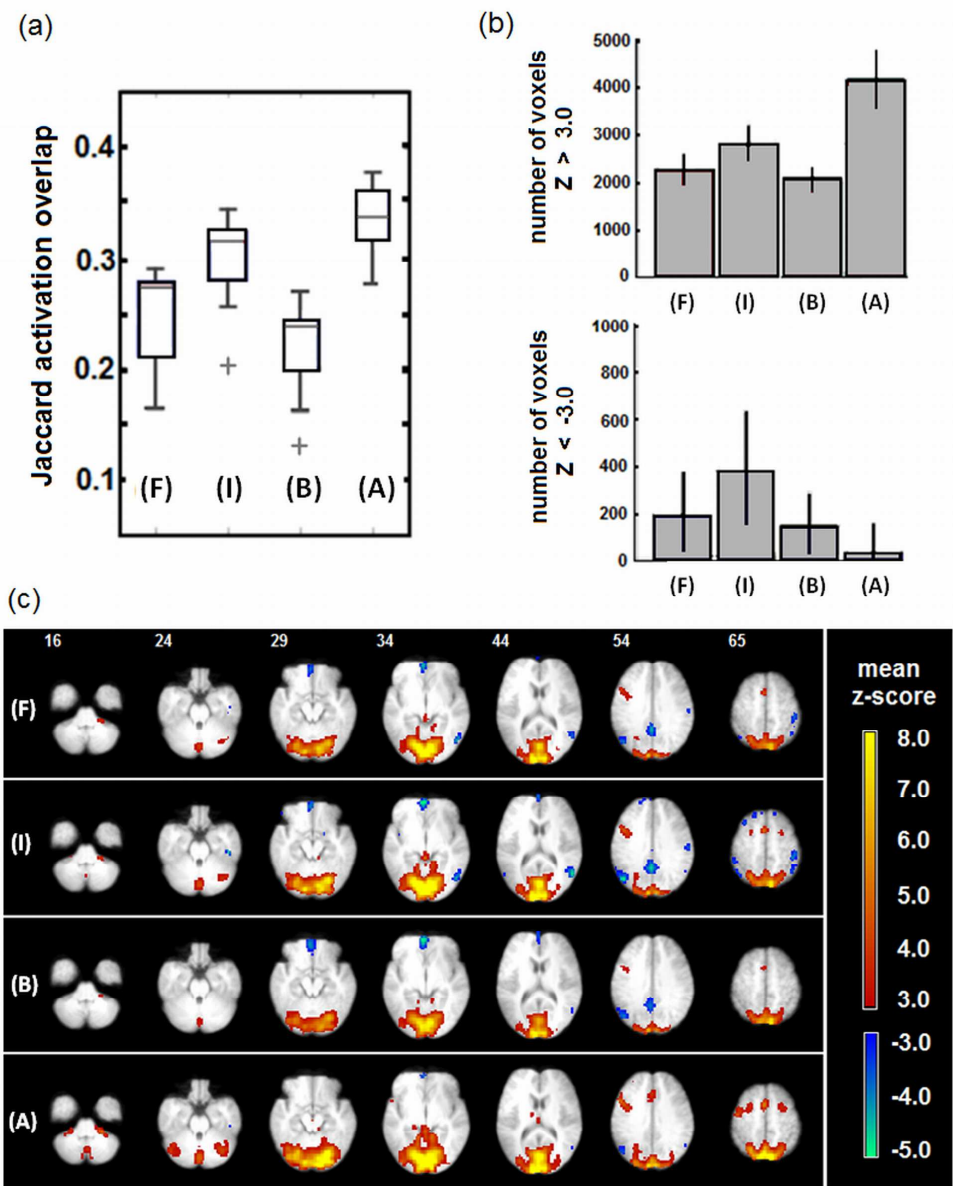 (a)
Jaccard activation overlap
0.4
0.3
0.2
0.1
(F) (I) (B) (A)
(b)
number of voxels
Z > 3.0
5000
4000
3000
2000
1000
0
(F) (I) (B) (A)
number of voxels
Z < -3.0
1000
800
600
400
200
0
(F) (I) (B) (A)
(c)
16 24 29 34 44 54 65
(F)
(I)
(B)
(A)
mean
z-score
8.0
7.0
6.0
5.0
4.0
3.0
-3.0
-4.0
-5.0